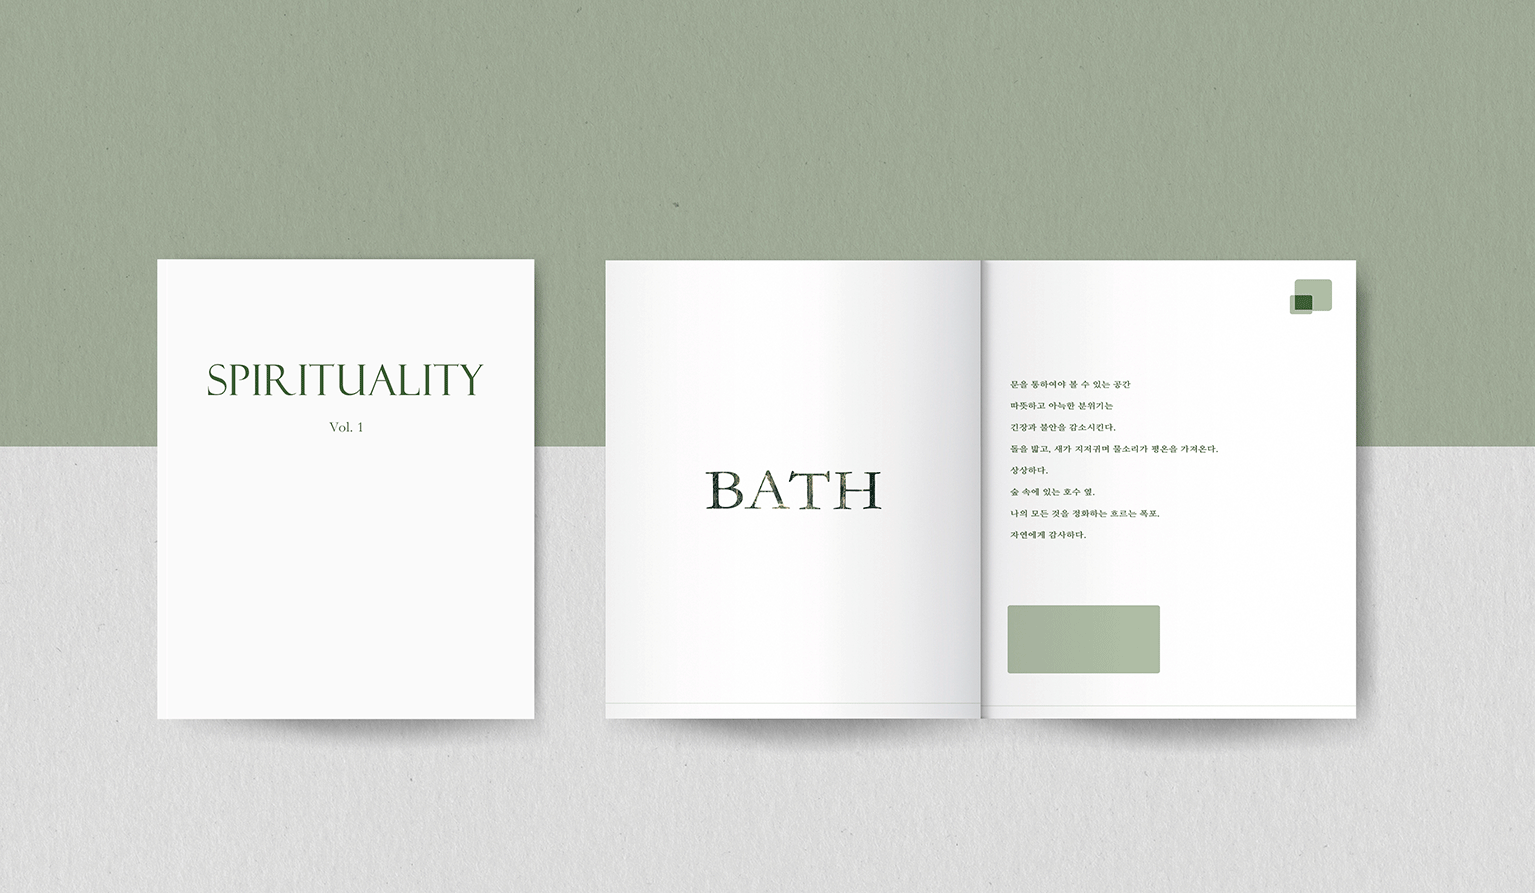 SPIRITUALITY
Vol. 1
BATH
문을 통하여야 볼 수 있는 공간
따뜻하고 아늑한 분위기는
긴장과 불안을 감소시킨다.
돌을 밟고, 새가 지저귀며 물소리가 평온을 가져온다.
상상하다.
숲 속에 있는 호수 옆.
나의 모든 것을 정화하는 흐르는 폭포.
자연에게 감사하다.